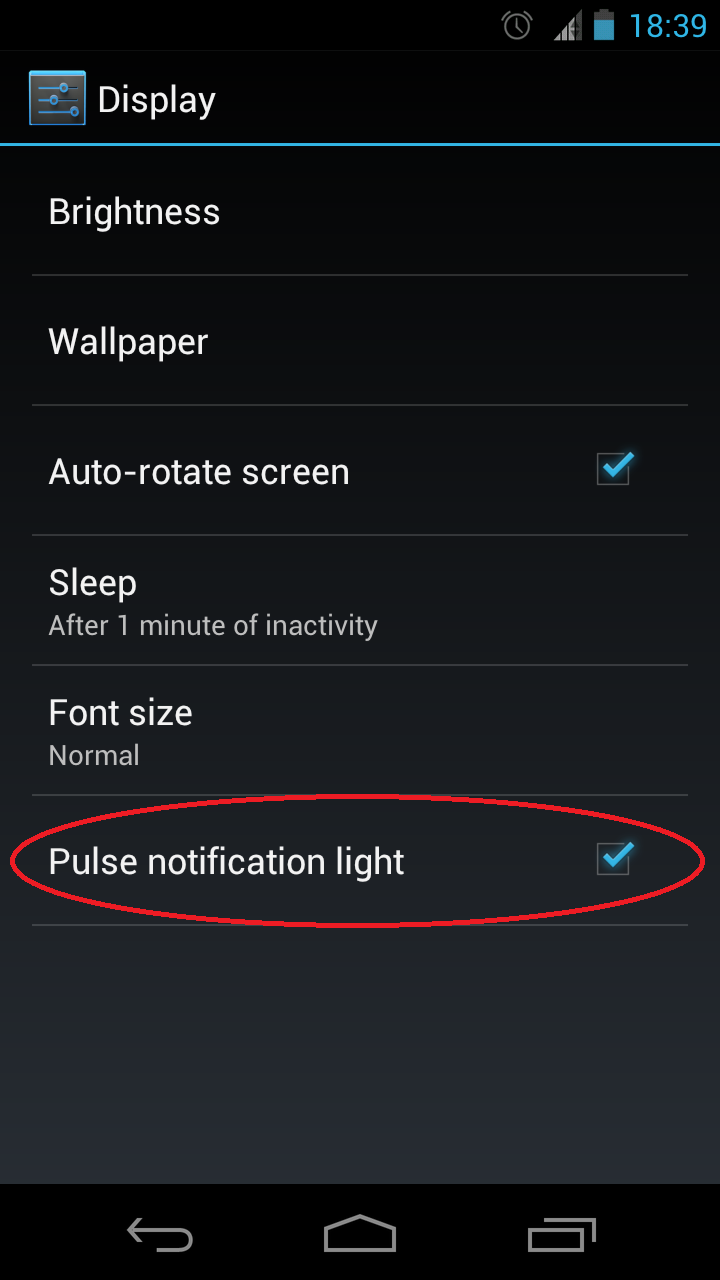 18:39
Display
Brightness
Wallpaper
Auto-rotate screen
Sleep
After 1 minute of inactivity
Font size
Normal
Pulse notification light